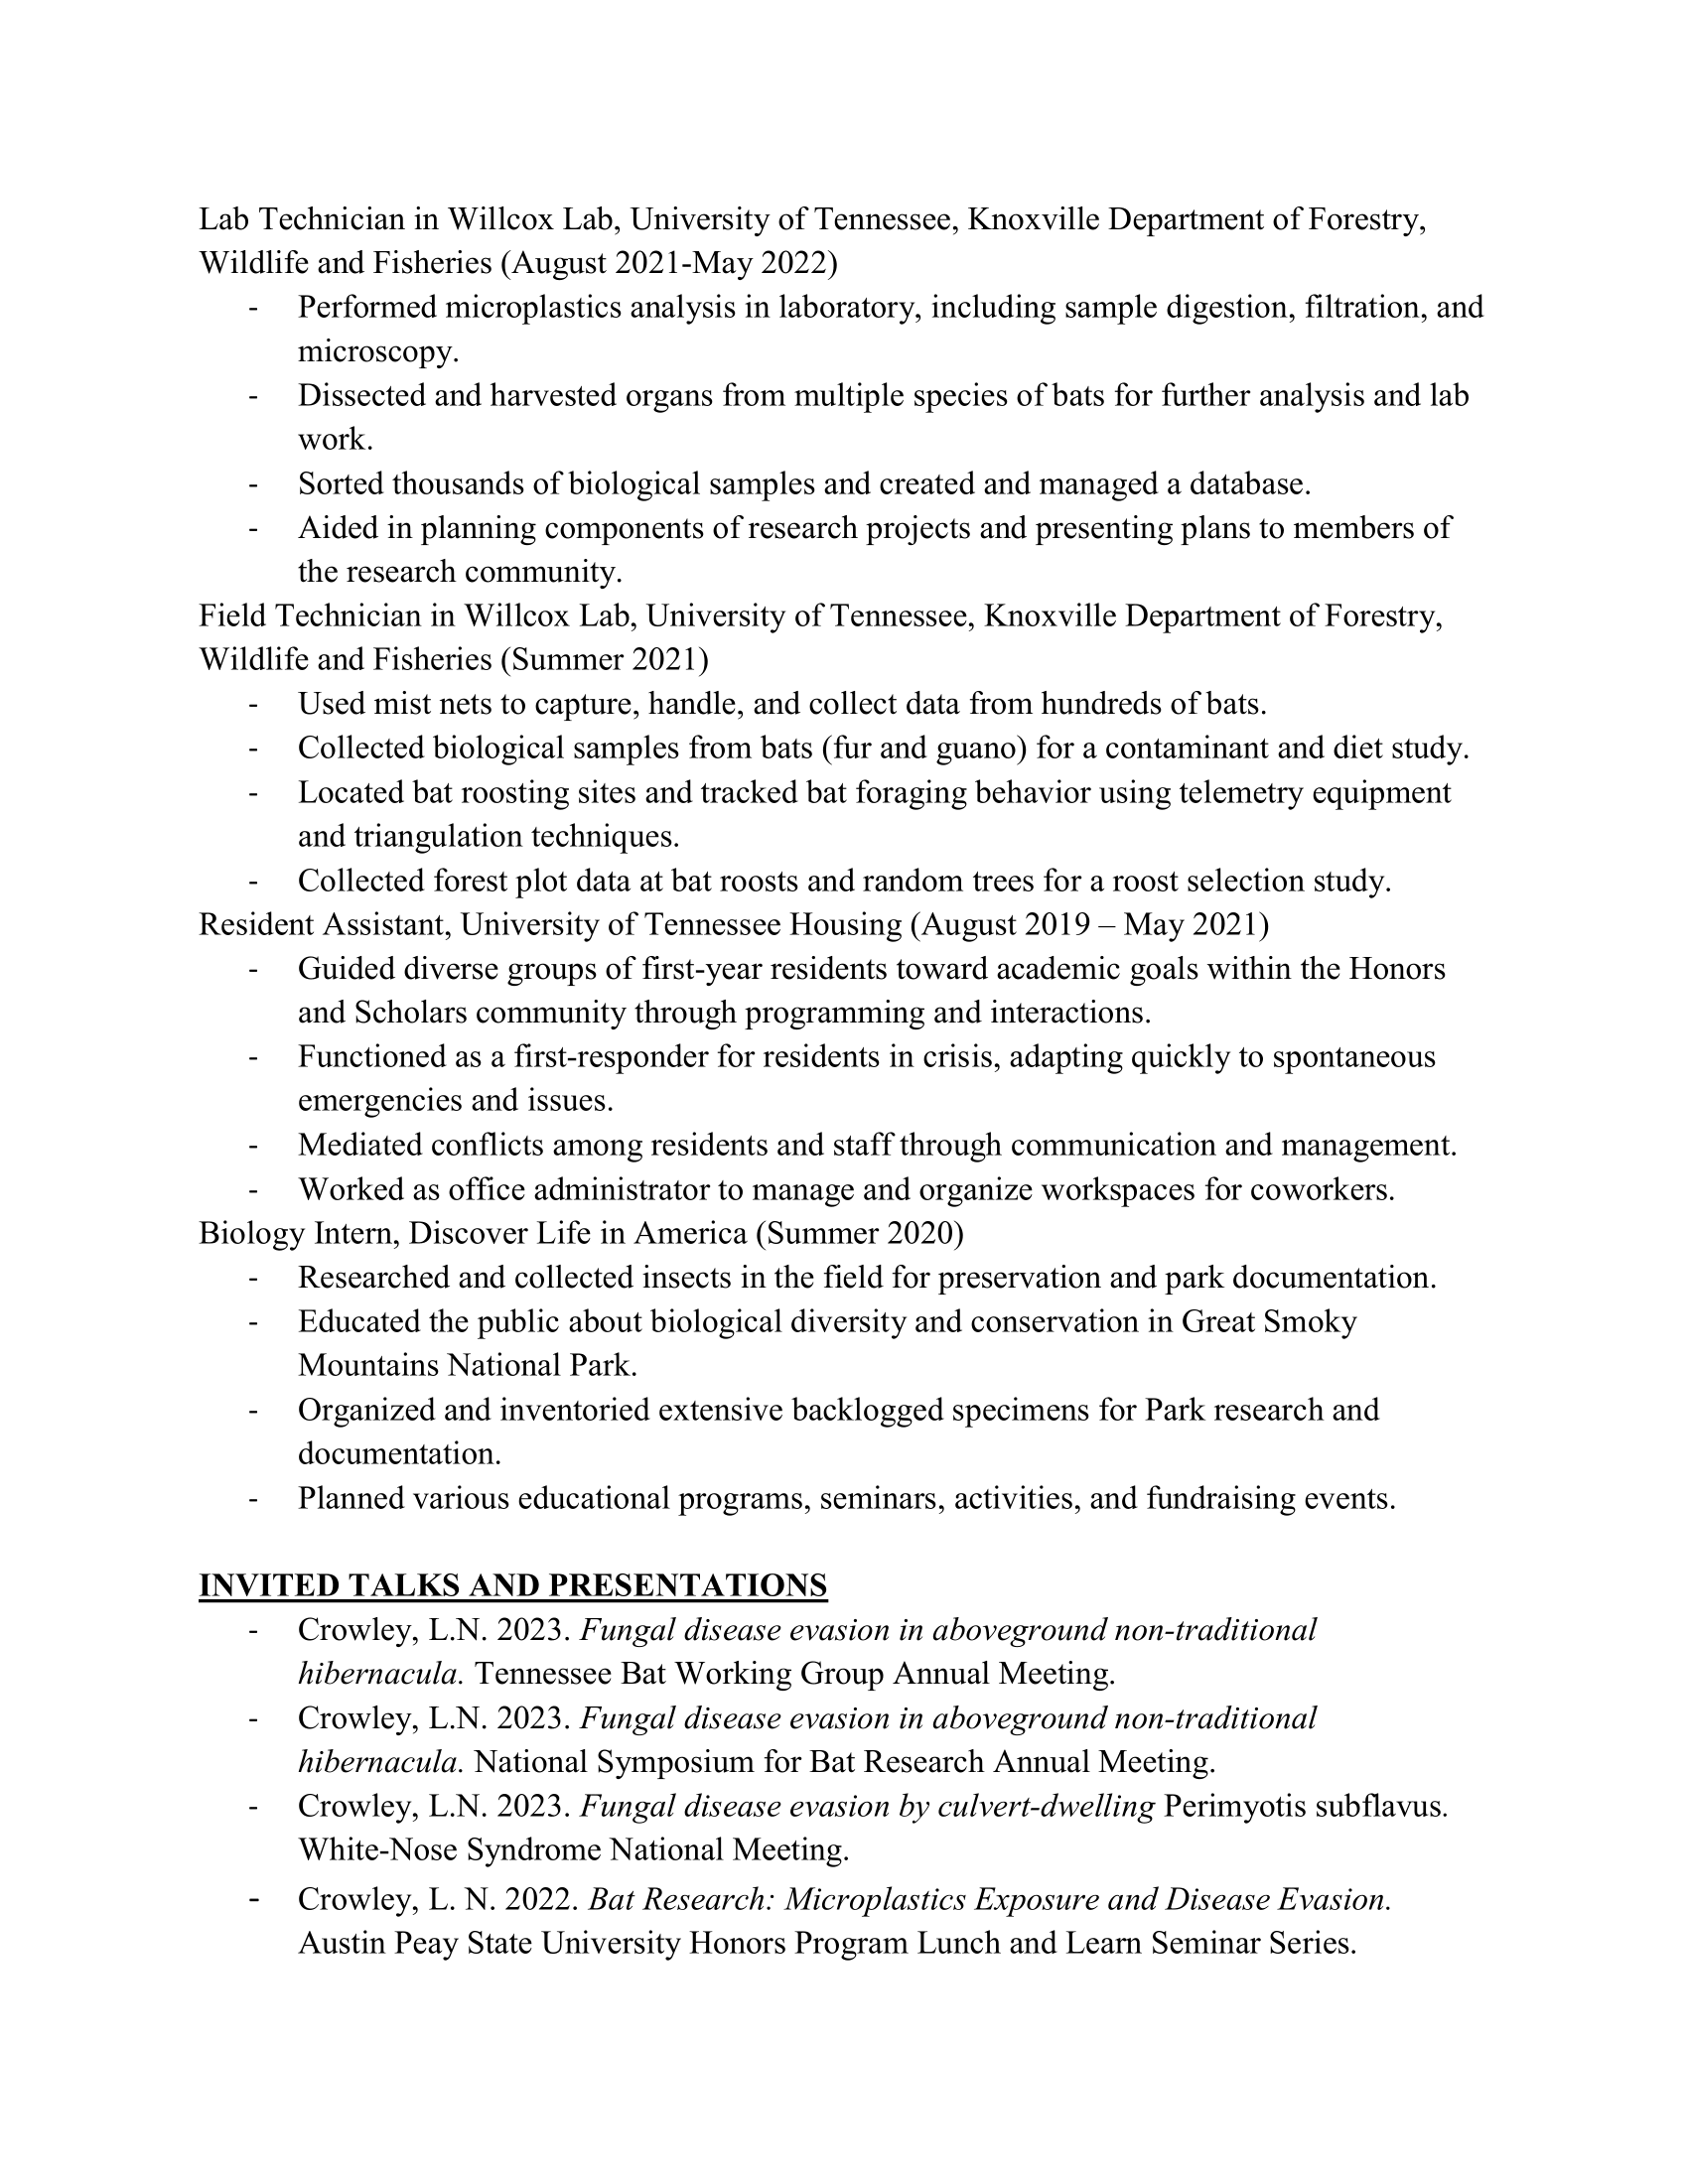 Lab Technician in Willcox Lab, University of Tennessee, Knoxville Department of Forestry,
Wildlife and Fisheries (August 2021-May 2022)
- Performed microplastics analysis in laboratory, including sample digestion, filtration, and
microscopy.
- Dissected and harvested organs from multiple species of bats for further analysis and lab
work.
- Sorted thousands of biological samples and created and managed a database.
- Aided in planning components of research projects and presenting plans to members of
the research community.
Field Technician in Willcox Lab, University of Tennessee, Knoxville Department of Forestry,
Wildlife and Fisheries (Summer 2021)
- Used mist nets to capture, handle, and collect data from hundreds of bats.
- Collected biological samples from bats (fur and guano) for a contaminant and diet study.
- Located bat roosting sites and tracked bat foraging behavior using telemetry equipment
and triangulation techniques.
- Collected forest plot data at bat roosts and random trees for a roost selection study.
Resident Assistant, University of Tennessee Housing (August 2019 – May 2021)
- Guided diverse groups of first-year residents toward academic goals within the Honors
and Scholars community through programming and interactions.
- Functioned as a first-responder for residents in crisis, adapting quickly to spontaneous
emergencies and issues.
- Mediated conflicts among residents and staff through communication and management.
- Worked as office administrator to manage and organize workspaces for coworkers.
Biology Intern, Discover Life in America (Summer 2020)
- Researched and collected insects in the field for preservation and park documentation.
- Educated the public about biological diversity and conservation in Great Smoky
Mountains National Park.
- Organized and inventoried extensive backlogged specimens for Park research and
documentation.
- Planned various educational programs, seminars, activities, and fundraising events.
INVITED TALKS AND PRESENTATIONS
- Crowley, L.N. 2023. Fungal disease evasion in aboveground non-traditional
hibernacula. Tennessee Bat Working Group Annual Meeting.
- Crowley, L.N. 2023. Fungal disease evasion in aboveground non-traditional
hibernacula. National Symposium for Bat Research Annual Meeting.
- Crowley, L.N. 2023. Fungal disease evasion by culvert-dwelling Perimyotis subflavus.
White-Nose Syndrome National Meeting.
- Crowley, L. N. 2022. Bat Research: Microplastics Exposure and Disease Evasion.
Austin Peay State University Honors Program Lunch and Learn Seminar Series.